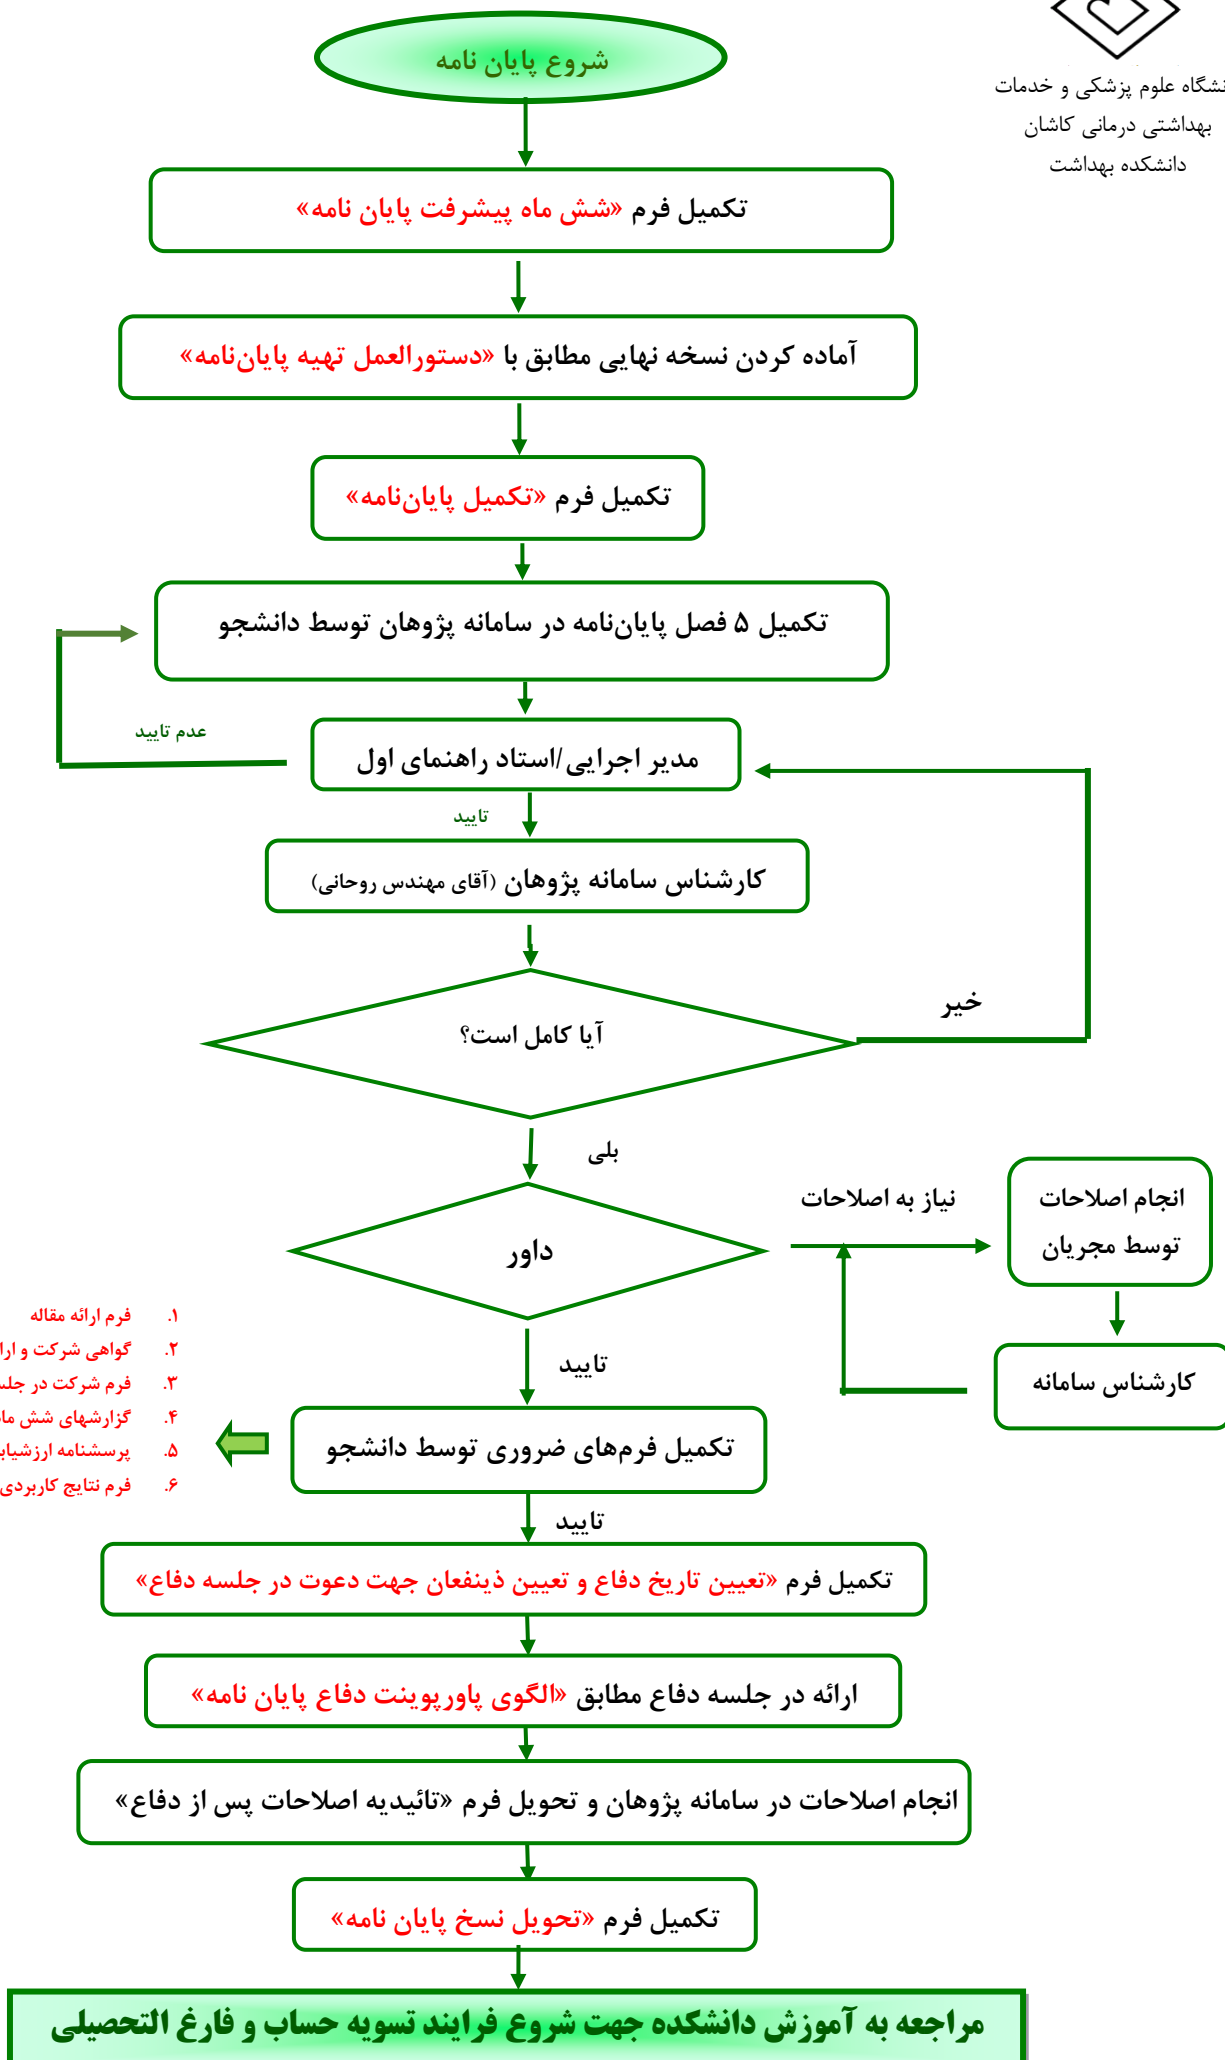 شروع پایان نامه
نشگاه علوم پزشکی و خدمات
بهداشتی درمانی کاشان
دانشکده بهداشت
تکمیل فرم «شش ماه پیشرفت پایان نامه»
آماده کردن نسخه نهایی مطابق با «دستورالعمل تهیه پایان‌نامه»
تکمیل فرم «تکمیل پایان‌نامه»
تکمیل ۵ فصل پایان‌نامه در سامانه پژوهان توسط دانشجو
عدم تایید
مدیر اجرایی/استاد راهنمای اول
تایید
کارشناس سامانه پژوهان (آقای مهندس روحانی)
آیا کامل است؟
خیر
بلی
داور
نیاز به اصلاحات
انجام اصلاحات
توسط مجریان
کارشناس سامانه
تایید
تکمیل فرم‌های ضروری توسط دانشجو
۱. فرم ارائه مقاله
۲. گواهی شرکت و ارا
۳. فرم شرکت در جلس
۴. گزارشهای شش ما
۵. پرسشنامه ارزشیاب
۶. فرم نتایج کاربردی
تایید
تکمیل فرم «تعیین تاریخ دفاع و تعیین ذینفعان جهت دعوت در جلسه دفاع»
ارائه در جلسه دفاع مطابق «الگوی پاورپوینت دفاع پایان نامه»
انجام اصلاحات در سامانه پژوهان و تحویل فرم «تائیدیه اصلاحات پس از دفاع»
تکمیل فرم «تحویل نسخ پایان نامه»
مراجعه به آموزش دانشکده جهت شروع فرایند تسویه حساب و فارغ التحصیلی